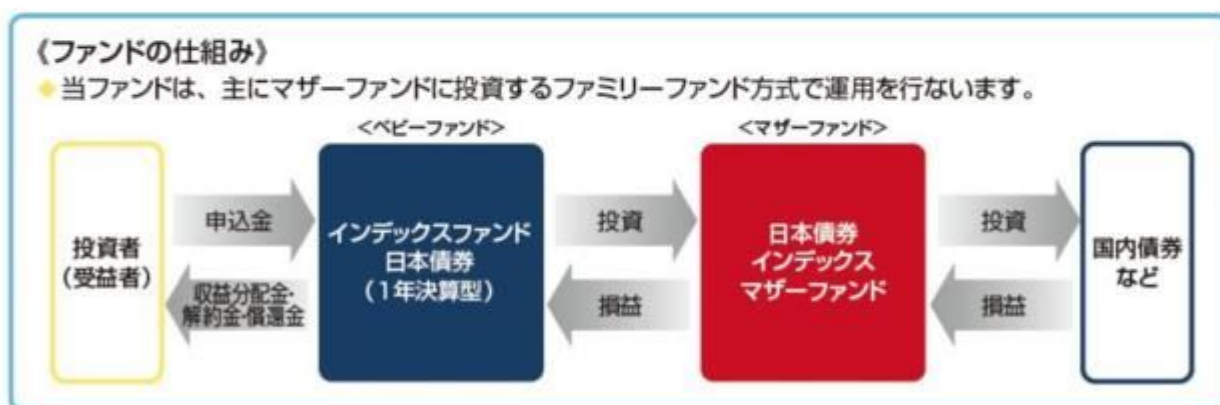 《ファンドの仕組み》
◆当ファンドは、主にマザーファンドに投資するファミリーファンド方式で運用を行ないます。
<ベビーファンド>
<マザーファンド>
投資者
(受益者)
申込金
収益分配金・
解約金・償還金
インデックスファンド
日本債券
(1年決算型)
投資
損益
日本債券
インデックス
マザーファンド
投資
損益
国内債券
など